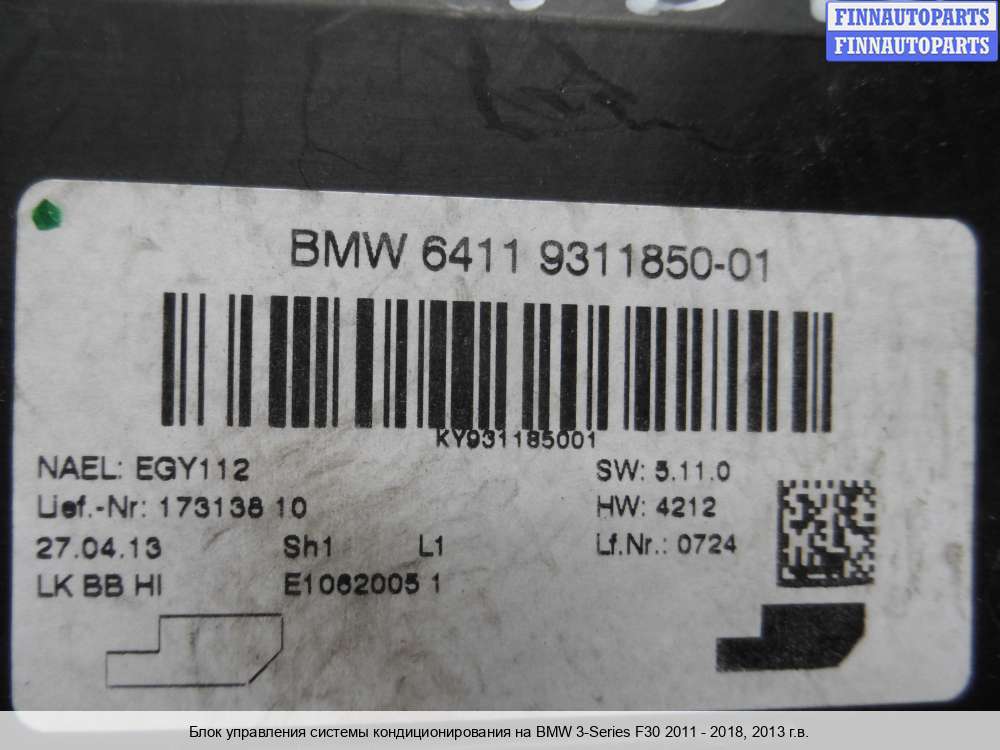 FINNAUTOPARTS
FINNAUTOPARTS
BMW 6411 9311850-01
KY931185001
NAEL: EGY112
SW: 5.11.0
Lief.-Nr: 173138 10
HW: 4212
27.04.13 Sh1 L1
Lf.Nr.: 0724
LK BB HI E1062005 1
Блок управления системы кондиционирования на BMW 3-Series F30 2011 - 2018, 2013 г.в.